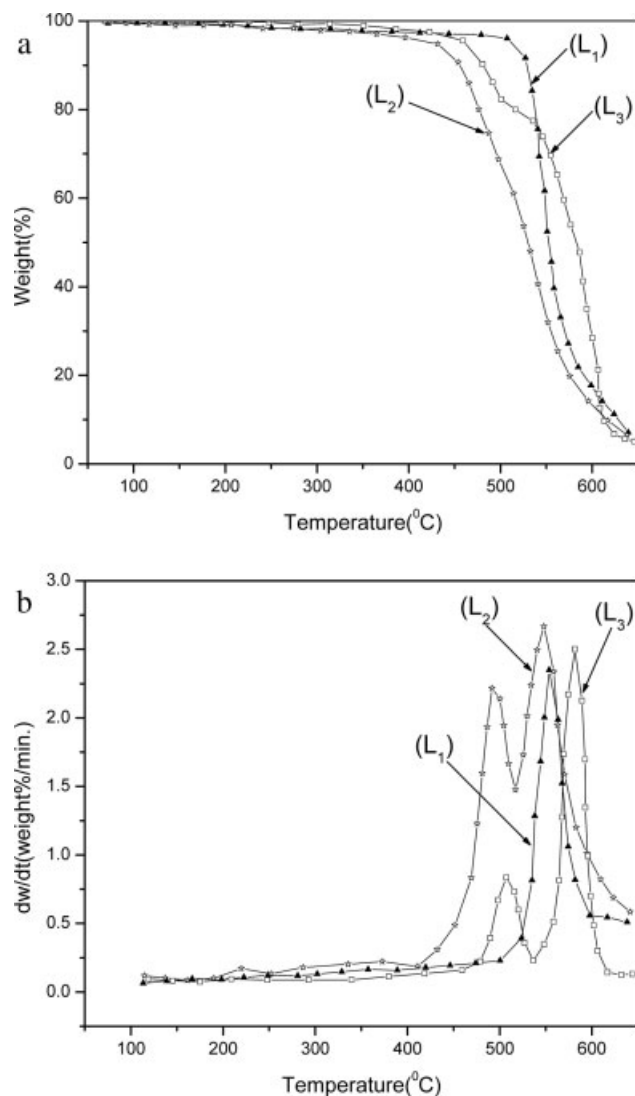 a
100
80
60
40
20
0
Weight(%)
(L1)
(L2)
(L3)
100 200 300 400 500 600
Temperature(⁰C)
b
3.0
2.5
2.0
1.5
1.0
0.5
0.0
dw/dt(weight%/min.)
(L2)
(L3)
(L1)
100 200 300 400 500 600
Temperature(⁰C)